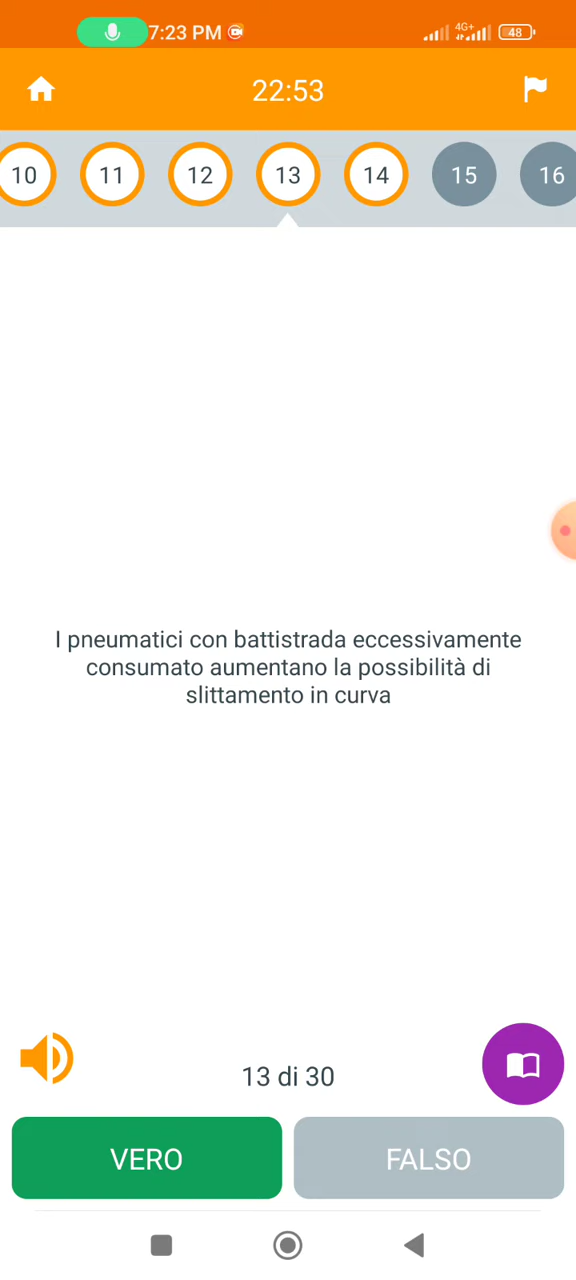 7:23 PM
4G+
48
22:53
10 11 12 13 14 15 16
I pneumatici con battistrada eccessivamente
consumato aumentano la possibilità di
slittamento in curva
13 di 30
VERO FALSO